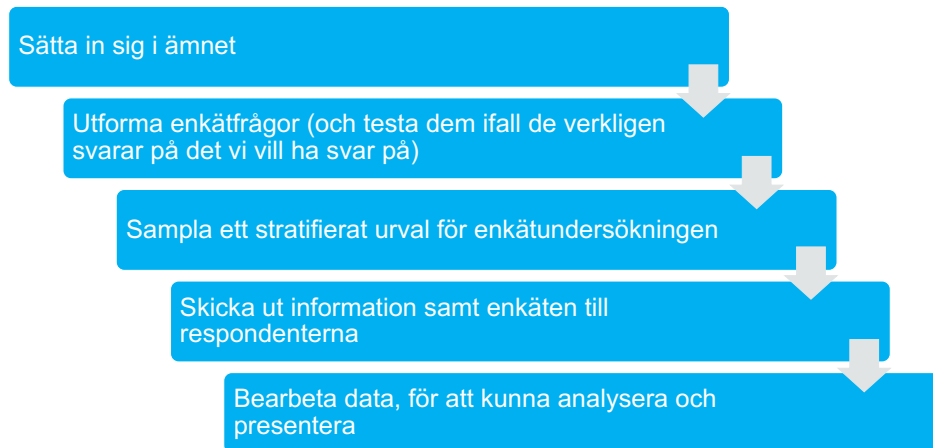 Sätta in sig i ämnet
Utforma enkätfrågor (och testa dem ifall de verkligen
svarar på det vi vill ha svar på)
Sampla ett stratifierat urval för enkätundersökningen
Skicka ut information samt enkäten till
respondenterna
Bearbeta data, för att kunna analysera och
presentera